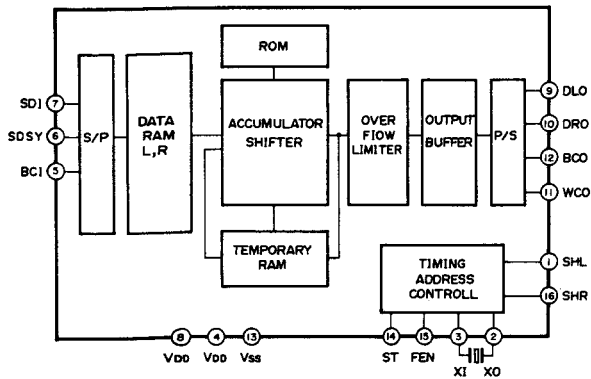 ROM
SDI
7
SDSY
6
BCI
5
S/P
DATA
RAM
L,R
ACCUMULATOR
SHIFTER
TEMPORARY
RAM
OVER
FLOW
LIMITER
OUTPUT
BUFFER
P/S
9
DLO
10
DRO
12
BCO
11
WCO
TIMING
ADDRESS
CONTROLL
1
SHL
16
SHR
8
4
13
14
15
3
2
VDD
VDD
VSS
ST
FEN
XI
XO